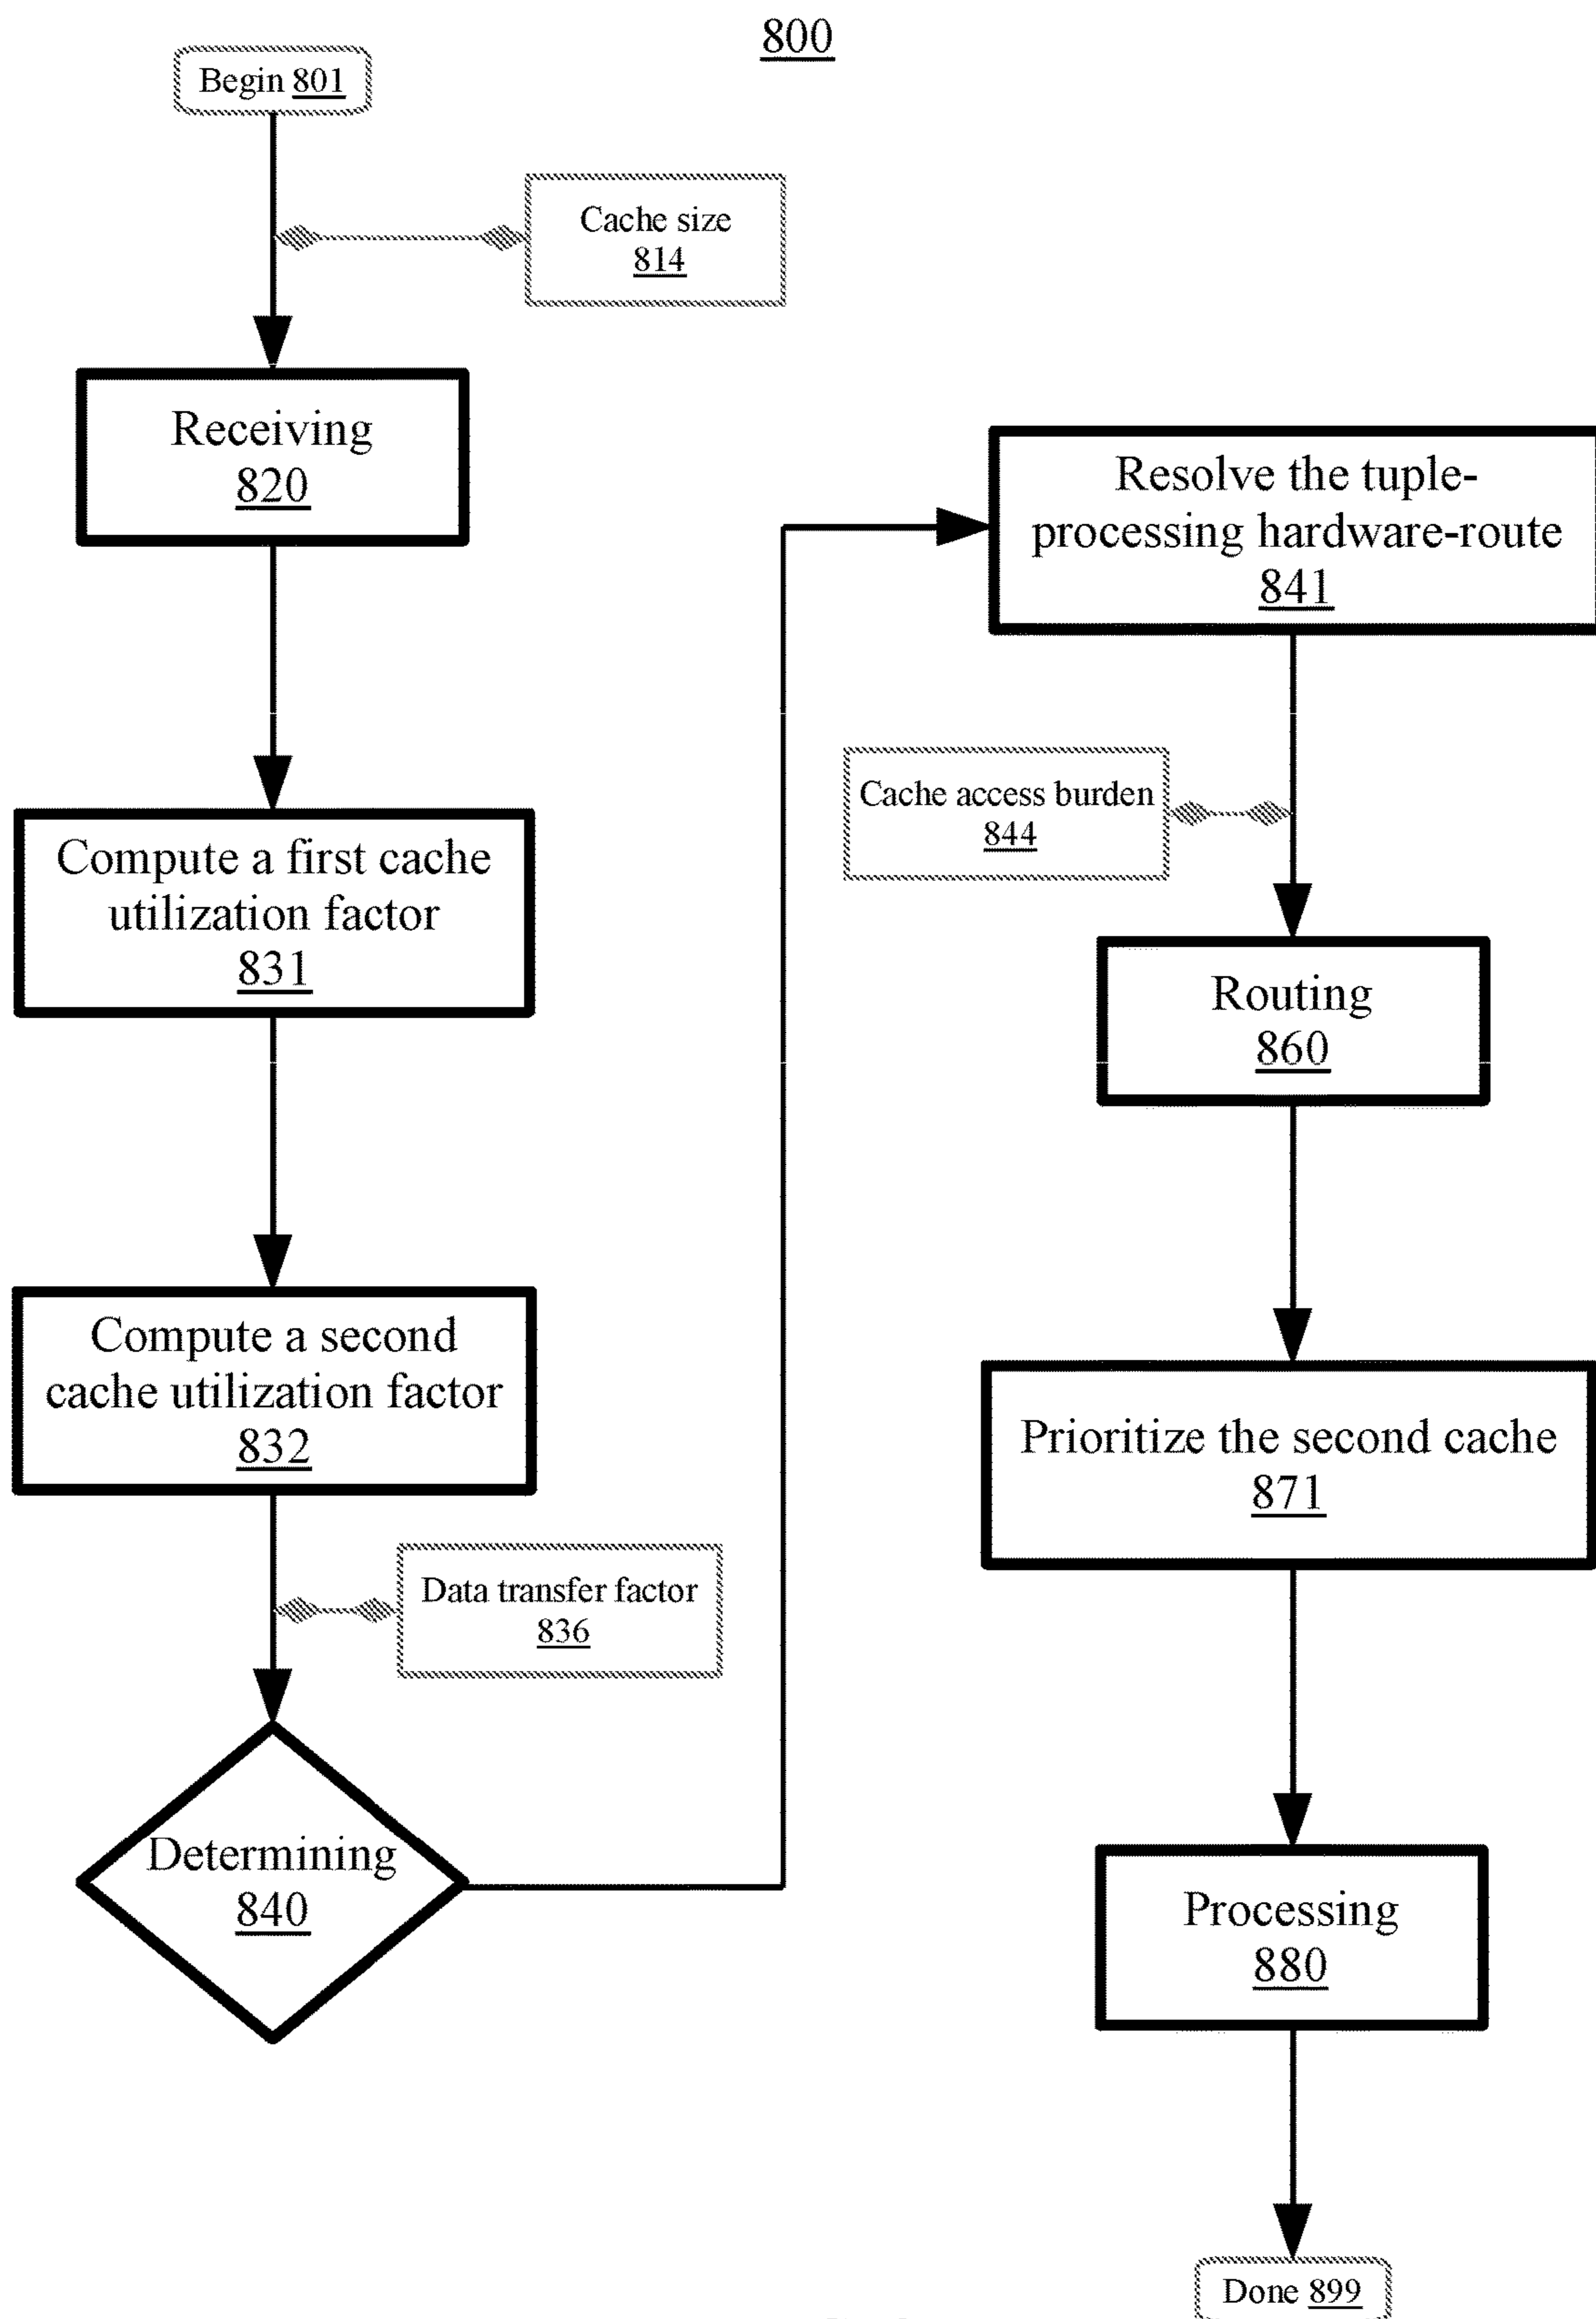 800
Begin 801
Cache size
814
Receiving
820
Compute a first cache
utilization factor
831
Compute a second
cache utilization factor
832
Data transfer factor
836
Determining
840
Resolve the tuple-
processing hardware-route
841
Cache access burden
844
Routing
860
Prioritize the second cache
871
Processing
880
Done 899